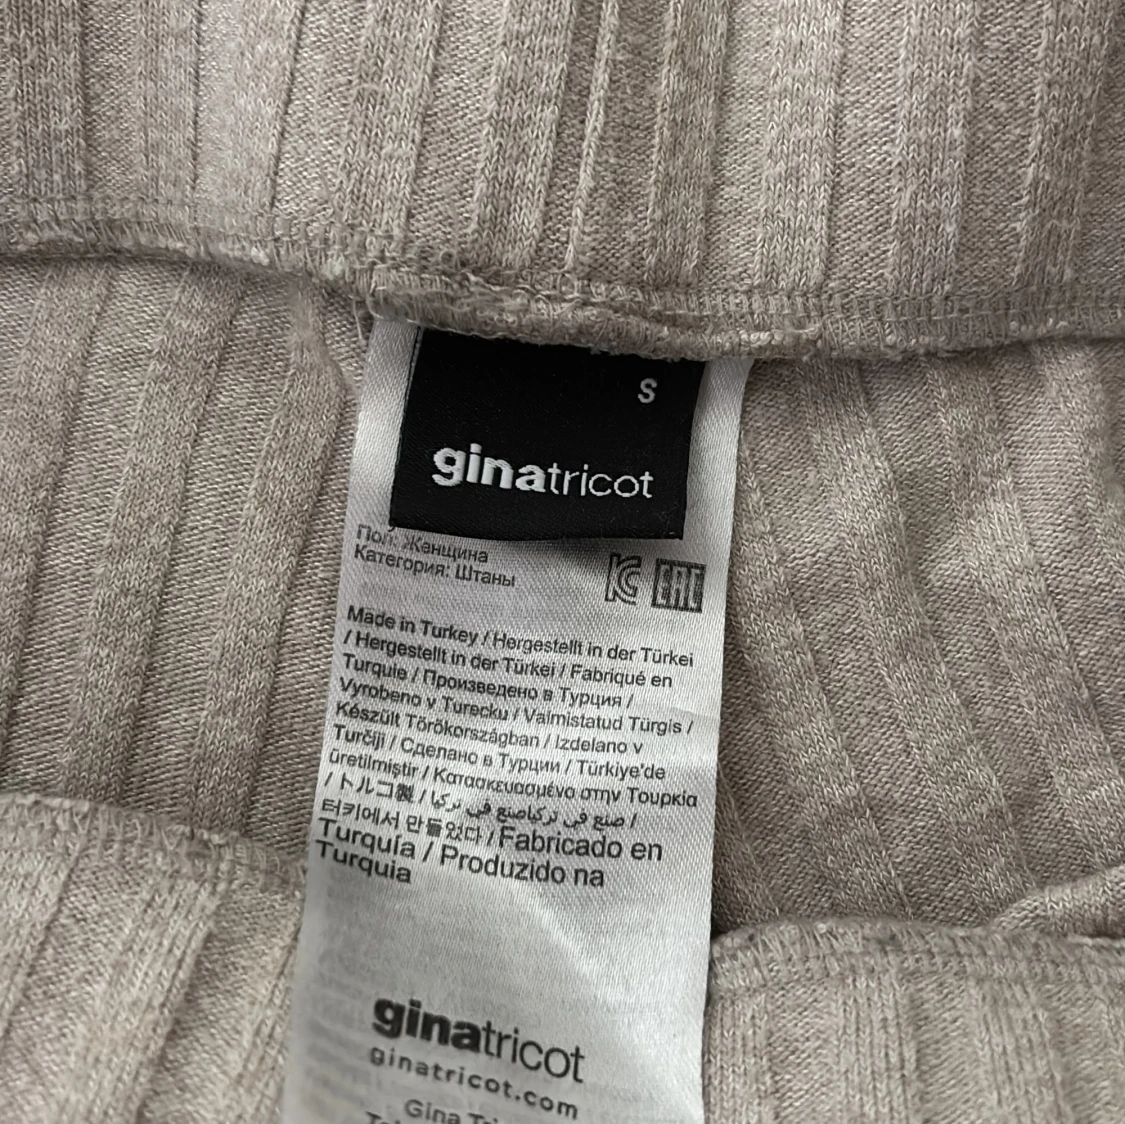 S
ginatricot
Пол: Женщина
Категория: Штаны
EAC
Made in Turkey / Hergestellt in der Türkei
/ Hergestellt in der Türkei / Fabriqué en
Turquie / Произведено в Турция /
Vyrobeno v Turecku / Valmistatud Türgis /
Készült Törökországban / Izdelano v
Turčiji / Сделано в Турции / Türkiye'de
üretilmiştir / Κατασκευασμένο στην Τουρκία
/ トルコ製 / صنع في تركياصنع في تركيا /
터키에서 만들었다 / Fabricado en
Turquía / Produzido na
Turquia
ginatricot
ginatricot.com
Gina